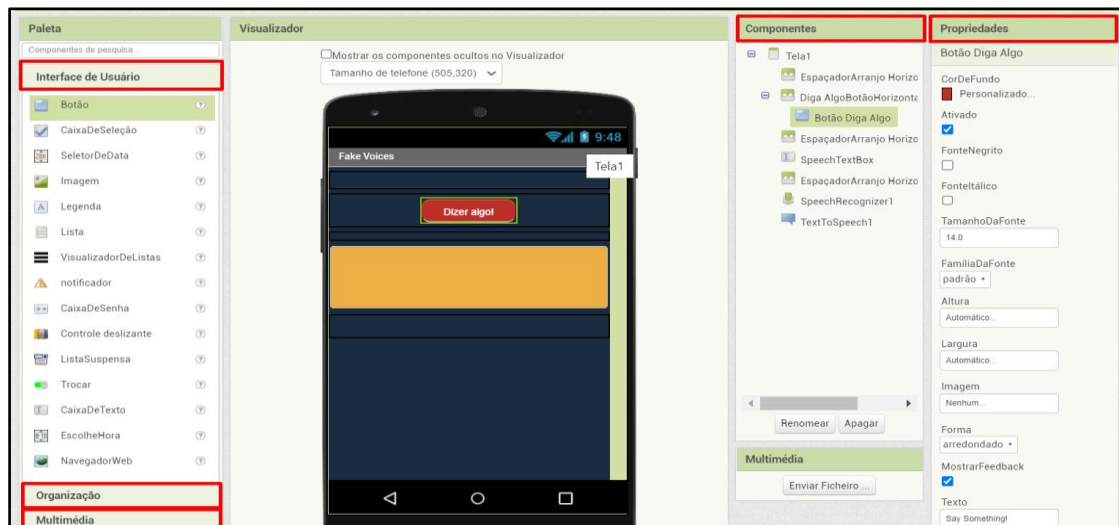 Paleta
Componentes de pesquisa...
Interface de Usuário
Botão
CaixaDeSeleção
SeletorDeData
Imagem
Legenda
Lista
VisualizadorDeListas
notificador
CaixaDeSenha
Controle deslizante
ListaSuspensa
Trocar
CaixaDeTexto
EscolheHora
NavegadorWeb
Organização
Multimédia
Visualizador
Mostrar os componentes ocultos no Visualizador
Tamanho de telefone (505,320)
9:48
Fake Voices
Tela1
Dizer algo!
Componentes
Tela1
EspaçadorArranjo Horizo
Diga AlgoBotãoHorizonta
Botão Diga Algo
EspaçadorArranjo Horizo
SpeechTextBox
EspaçadorArranjo Horizo
SpeechRecognizer1
TextToSpeech1
Renomear Apagar
Multimédia
Enviar Ficheiro ...
Propriedades
Botão Diga Algo
CorDeFundo
Personalizado...
Ativado
FonteNegrito
FonteItálico
TamanhoDaFonte
14.0
FamíliaDaFonte
padrão
Altura
Automático...
Largura
Automático...
Imagem
Nenhum...
Forma
arredondado
MostrarFeedback
Texto
Say Something!